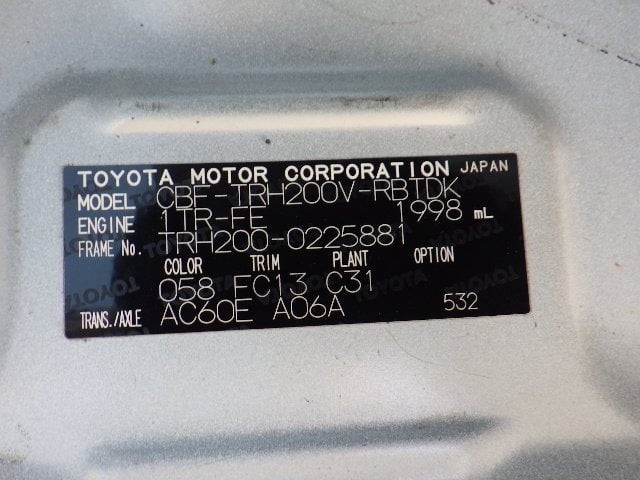 TOYOTA MOTOR CORPORATION JAPAN
MODEL CBF-TRH200V-RBTDK
ENGINE 1TR-FE 1998 mL
FRAME No. TRH200-0225881
COLOR TRIM PLANT OPTION
058 FC13 C31
TRANS./AXLE AC60E A06A 532